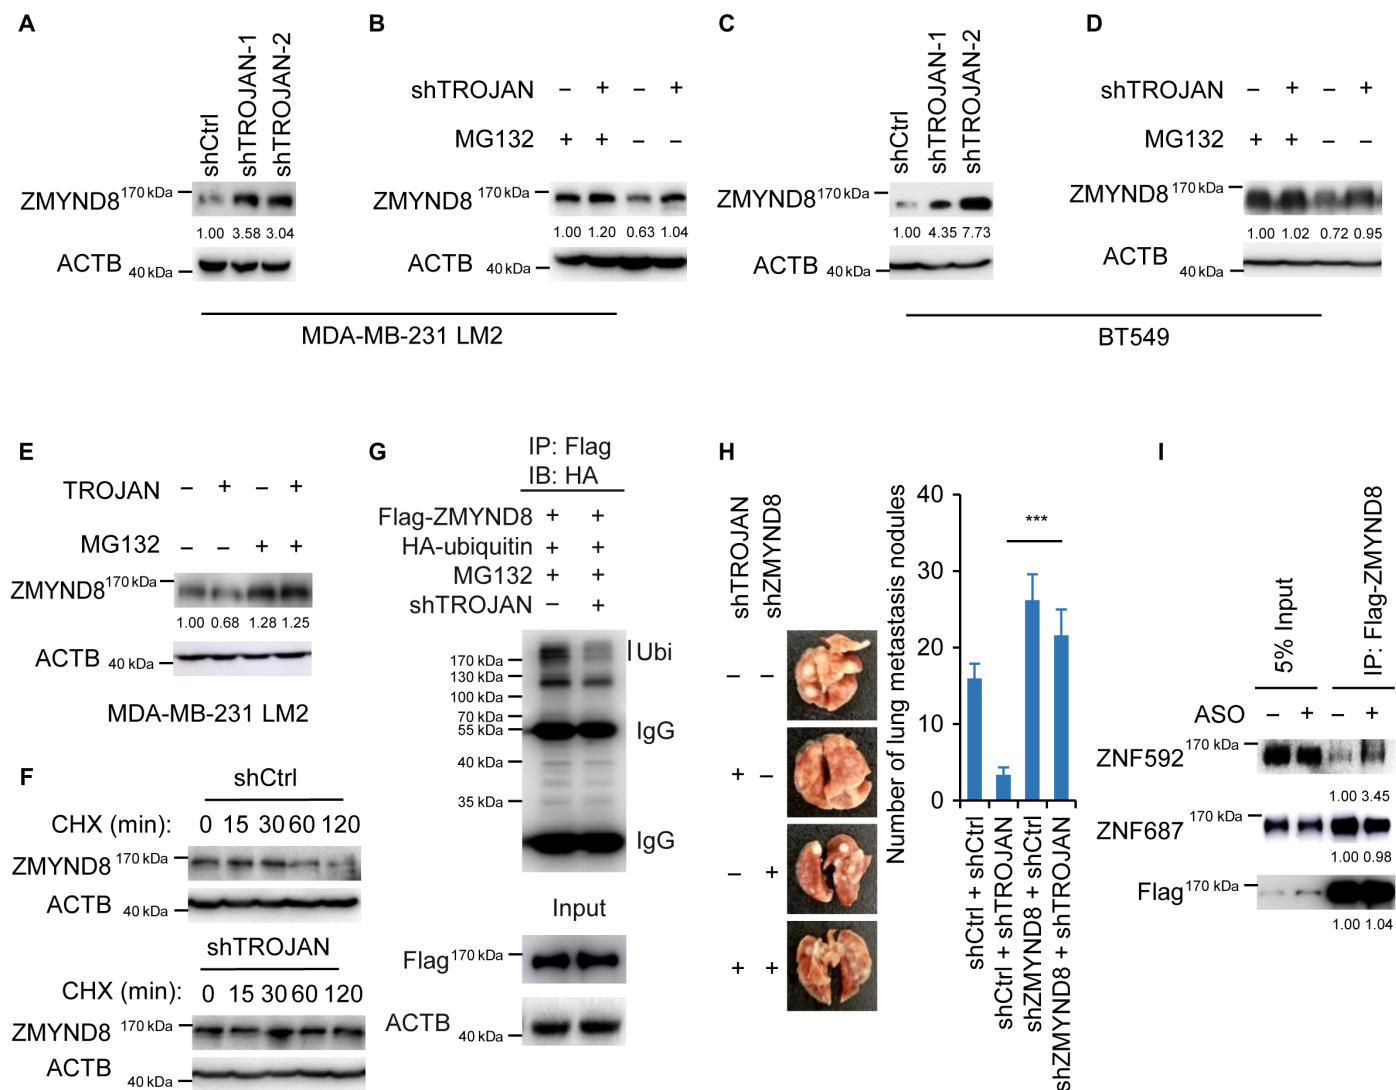 A
shCtrl
shTROJAN-1
shTROJAN-2
ZMYND8 170 kDa
1.00 3.58 3.04
ACTB 40 kDa
B
shTROJAN – + – +
MG132 + + – –
ZMYND8 170 kDa
1.00 1.20 0.63 1.04
ACTB 40 kDa
MDA-MB-231 LM2
C
shCtrl
shTROJAN-1
shTROJAN-2
ZMYND8 170 kDa
1.00 4.35 7.73
ACTB 40 kDa
D
shTROJAN – + – +
MG132 + + – –
ZMYND8 170 kDa
1.00 1.02 0.72 0.95
ACTB 40 kDa
BT549
E
TROJAN – + – +
MG132 – – + +
ZMYND8 170 kDa
1.00 0.68 1.28 1.25
ACTB 40 kDa
MDA-MB-231 LM2
F
shCtrl
CHX (min): 0 15 30 60 120
ZMYND8 170 kDa
ACTB 40 kDa
shTROJAN
CHX (min): 0 15 30 60 120
ZMYND8 170 kDa
ACTB 40 kDa
G
IP: Flag
IB: HA
Flag-ZMYND8 + +
HA-ubiquitin + +
MG132 + +
shTROJAN – +
Ubi
170 kDa
130 kDa
100 kDa
70 kDa
55 kDa
IgG
40 kDa
35 kDa
IgG
Input
Flag 170 kDa
ACTB 40 kDa
H
shTROJAN
shZMYND8
– –
+ –
– +
+ +
Number of lung metastasis nodules
40
30
20
10
0
***
shCtrl + shCtrl
shCtrl + shTROJAN
shZMYND8 + shCtrl
shZMYND8 + shTROJAN
I
5% Input
IP: Flag-ZMYND8
ASO – + – +
ZNF592 170 kDa
1.00 3.45
ZNF687 170 kDa
1.00 0.98
Flag 170 kDa
1.00 1.04